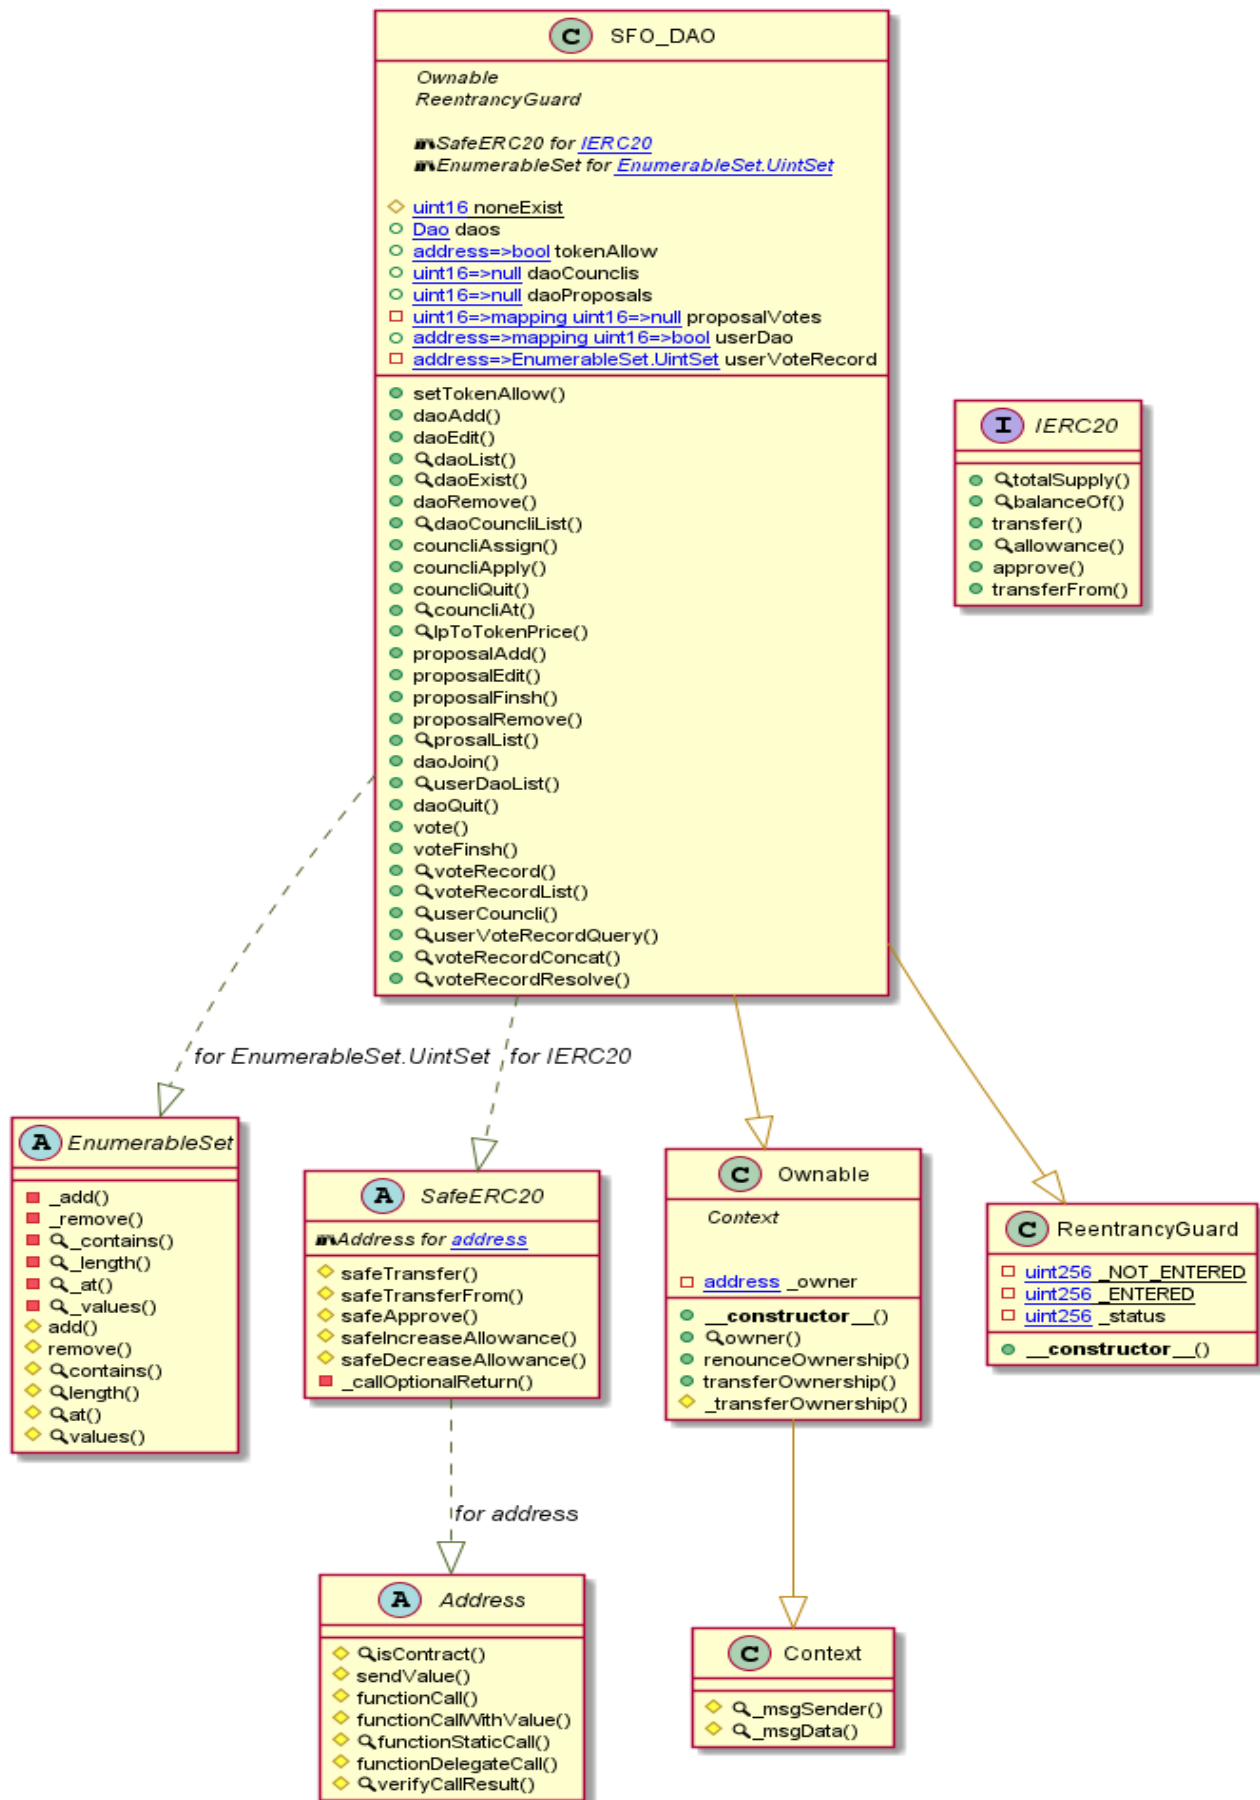 C SFO_DAO
Ownable
ReentrancyGuard
SafeERC20 for IERC20
EnumerableSet for EnumerableSet.UintSet
uint16 noneExist
Dao daos
address=>bool tokenAllow
uint16=>null daoCounclis
uint16=>null daoProposals
uint16=>mapping uint16=>null proposalVotes
address=>mapping uint16=>bool userDao
address=>EnumerableSet.UintSet userVoteRecord
setTokenAllow()
daoAdd()
daoEdit()
daoList()
daoExist()
daoRemove()
daoCouncliList()
councliAssign()
councliApply()
councliQuit()
councliAt()
lpToTokenPrice()
proposalAdd()
proposalEdit()
proposalFinsh()
proposalRemove()
prosalList()
daoJoin()
userDaoList()
daoQuit()
vote()
voteFinsh()
voteRecord()
voteRecordList()
userCouncli()
userVoteRecordQuery()
voteRecordConcat()
voteRecordResolve()
I IERC20
totalSupply()
balanceOf()
transfer()
allowance()
approve()
transferFrom()
for EnumerableSet.UintSet
for IERC20
A EnumerableSet
_add()
_remove()
_contains()
_length()
_at()
_values()
add()
remove()
contains()
length()
at()
values()
A SafeERC20
Address for address
safeTransfer()
safeTransferFrom()
safeApprove()
safeIncreaseAllowance()
safeDecreaseAllowance()
_callOptionalReturn()
C Ownable
Context
address _owner
__constructor__()
owner()
renounceOwnership()
transferOwnership()
_transferOwnership()
C ReentrancyGuard
uint256 _NOT_ENTERED
uint256 _ENTERED
uint256 _status
__constructor__()
for address
A Address
isContract()
sendValue()
functionCall()
functionCallWithValue()
functionStaticCall()
functionDelegateCall()
verifyCallResult()
C Context
_msgSender()
_msgData()